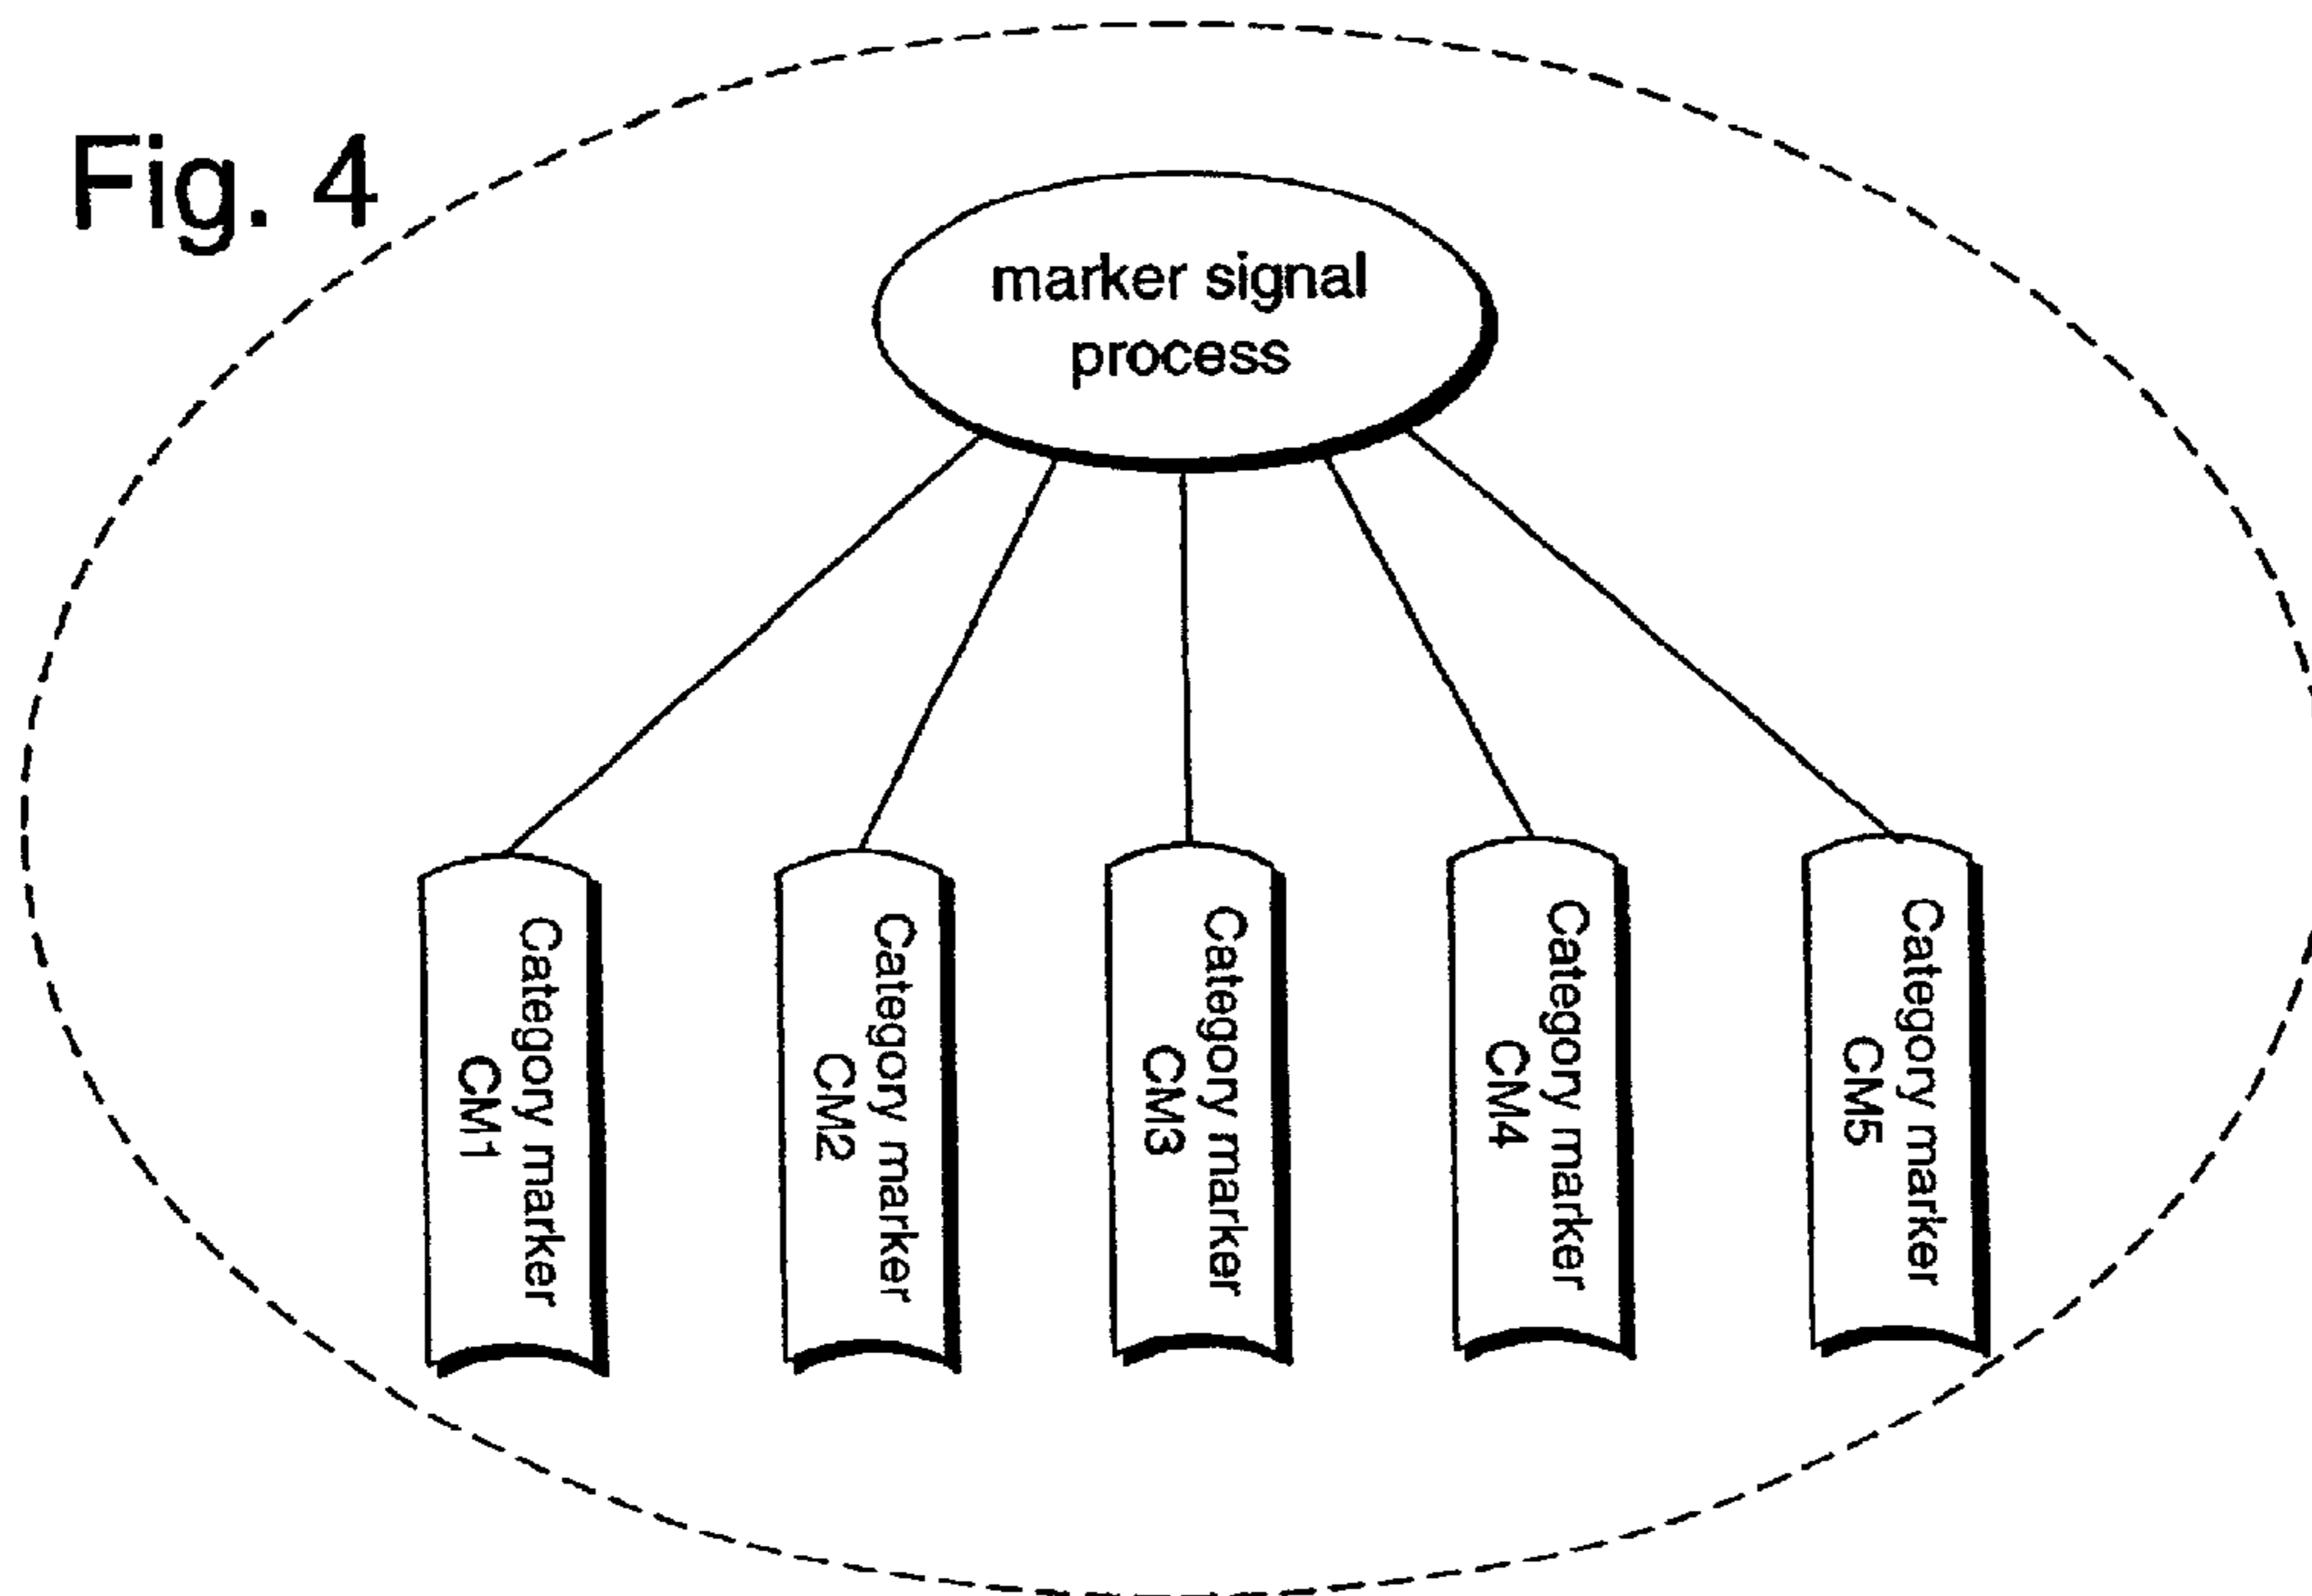 Fig. 4
marker signal
process
Category marker
CM1
Category marker
CM2
Category marker
CM3
Category marker
CM4
Category marker
CM5